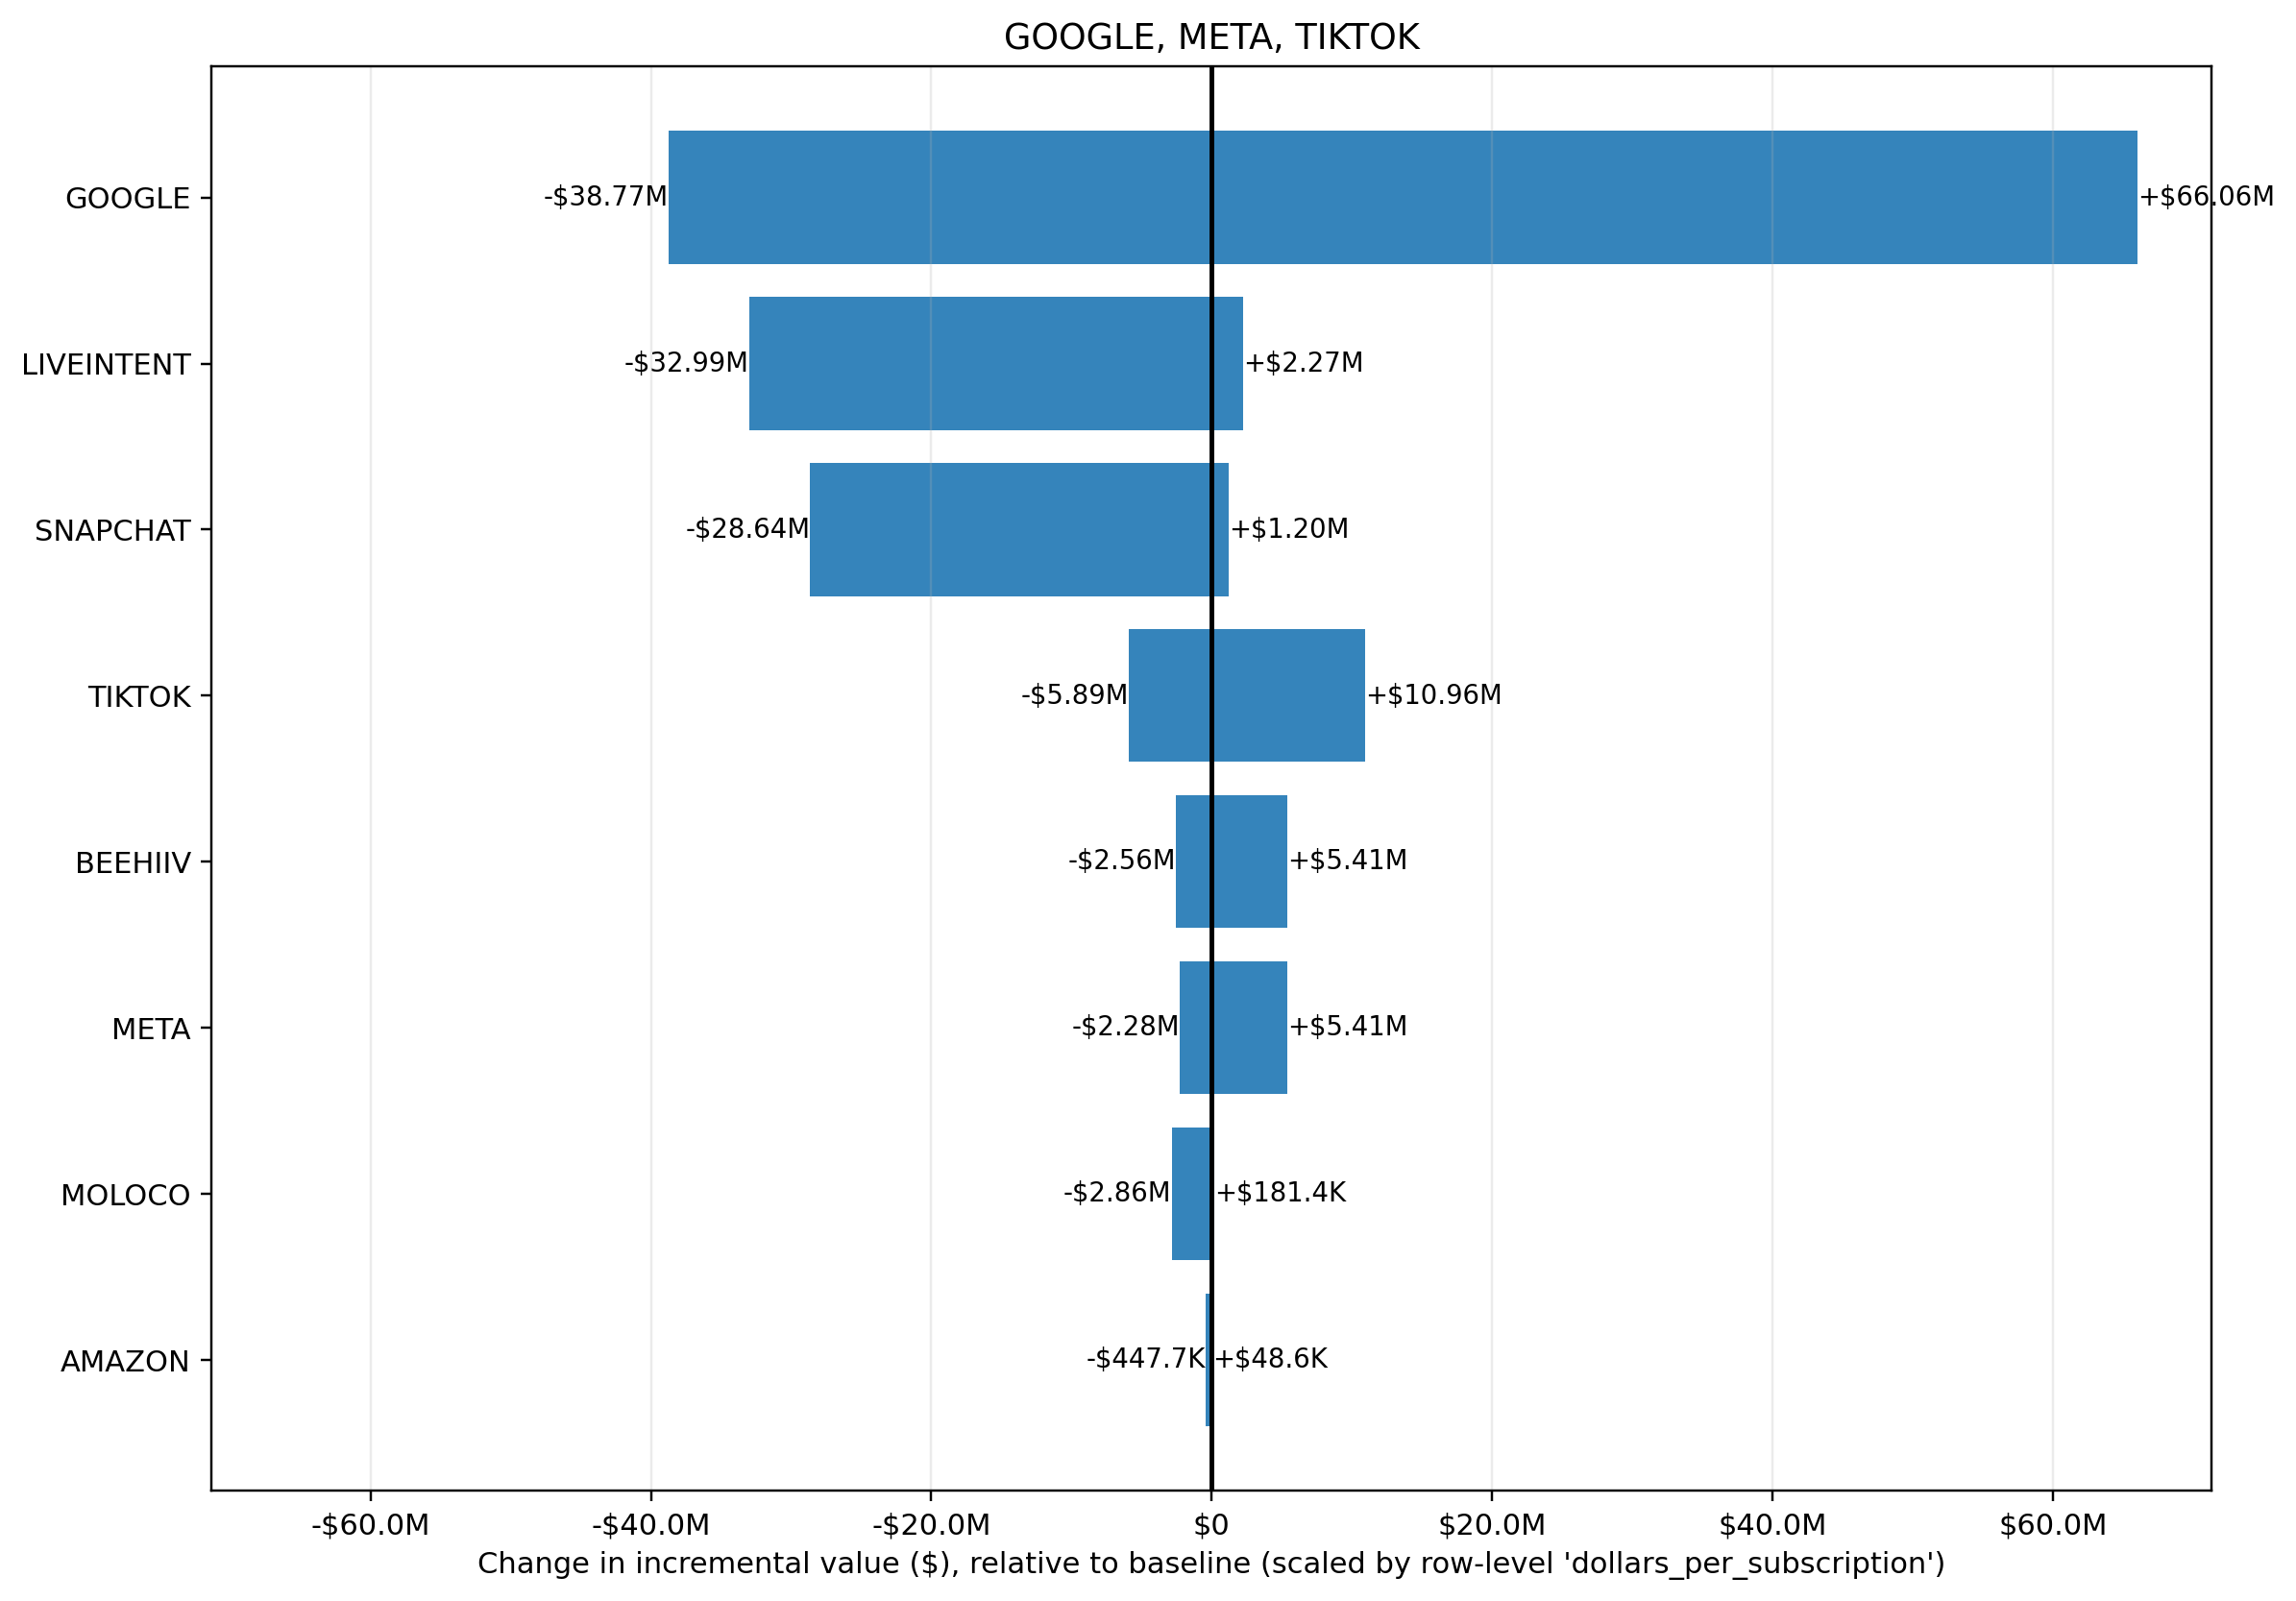 GOOGLE, META, TIKTOK
GOOGLE -$38.77M +$66.06M
LIVEINTENT -$32.99M +$2.27M
SNAPCHAT -$28.64M +$1.20M
TIKTOK -$5.89M +$10.96M
BEEHIIV -$2.56M +$5.41M
META -$2.28M +$5.41M
MOLOCO -$2.86M +$181.4K
AMAZON -$447.7K +$48.6K
-$60.0M -$40.0M -$20.0M $0 $20.0M $40.0M $60.0M
Change in incremental value ($), relative to baseline (scaled by row-level 'dollars_per_subscription')